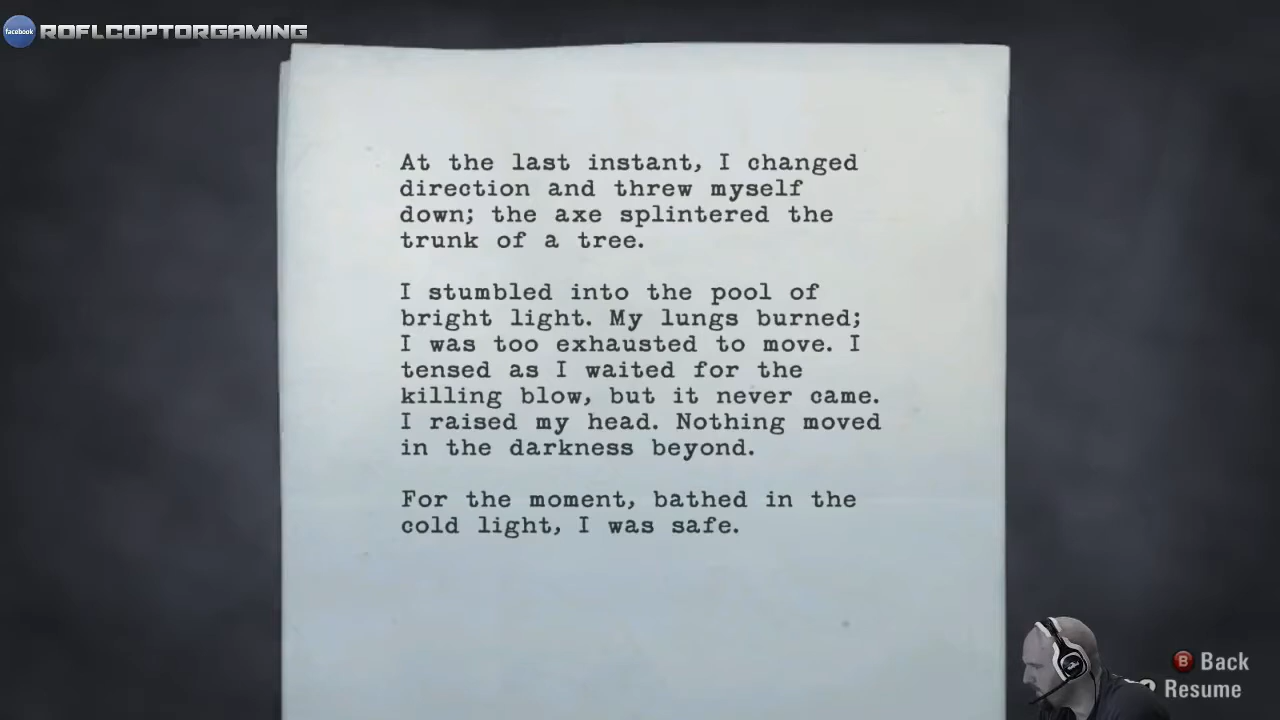 facebook ROFLCOPTORGAMING
At the last instant, I changed
direction and threw myself
down; the axe splintered the
trunk of a tree.
I stumbled into the pool of
bright light. My lungs burned;
I was too exhausted to move. I
tensed as I waited for the
killing blow, but it never came.
I raised my head. Nothing moved
in the darkness beyond.
For the moment, bathed in the
cold light, I was safe.
B Back
Resume